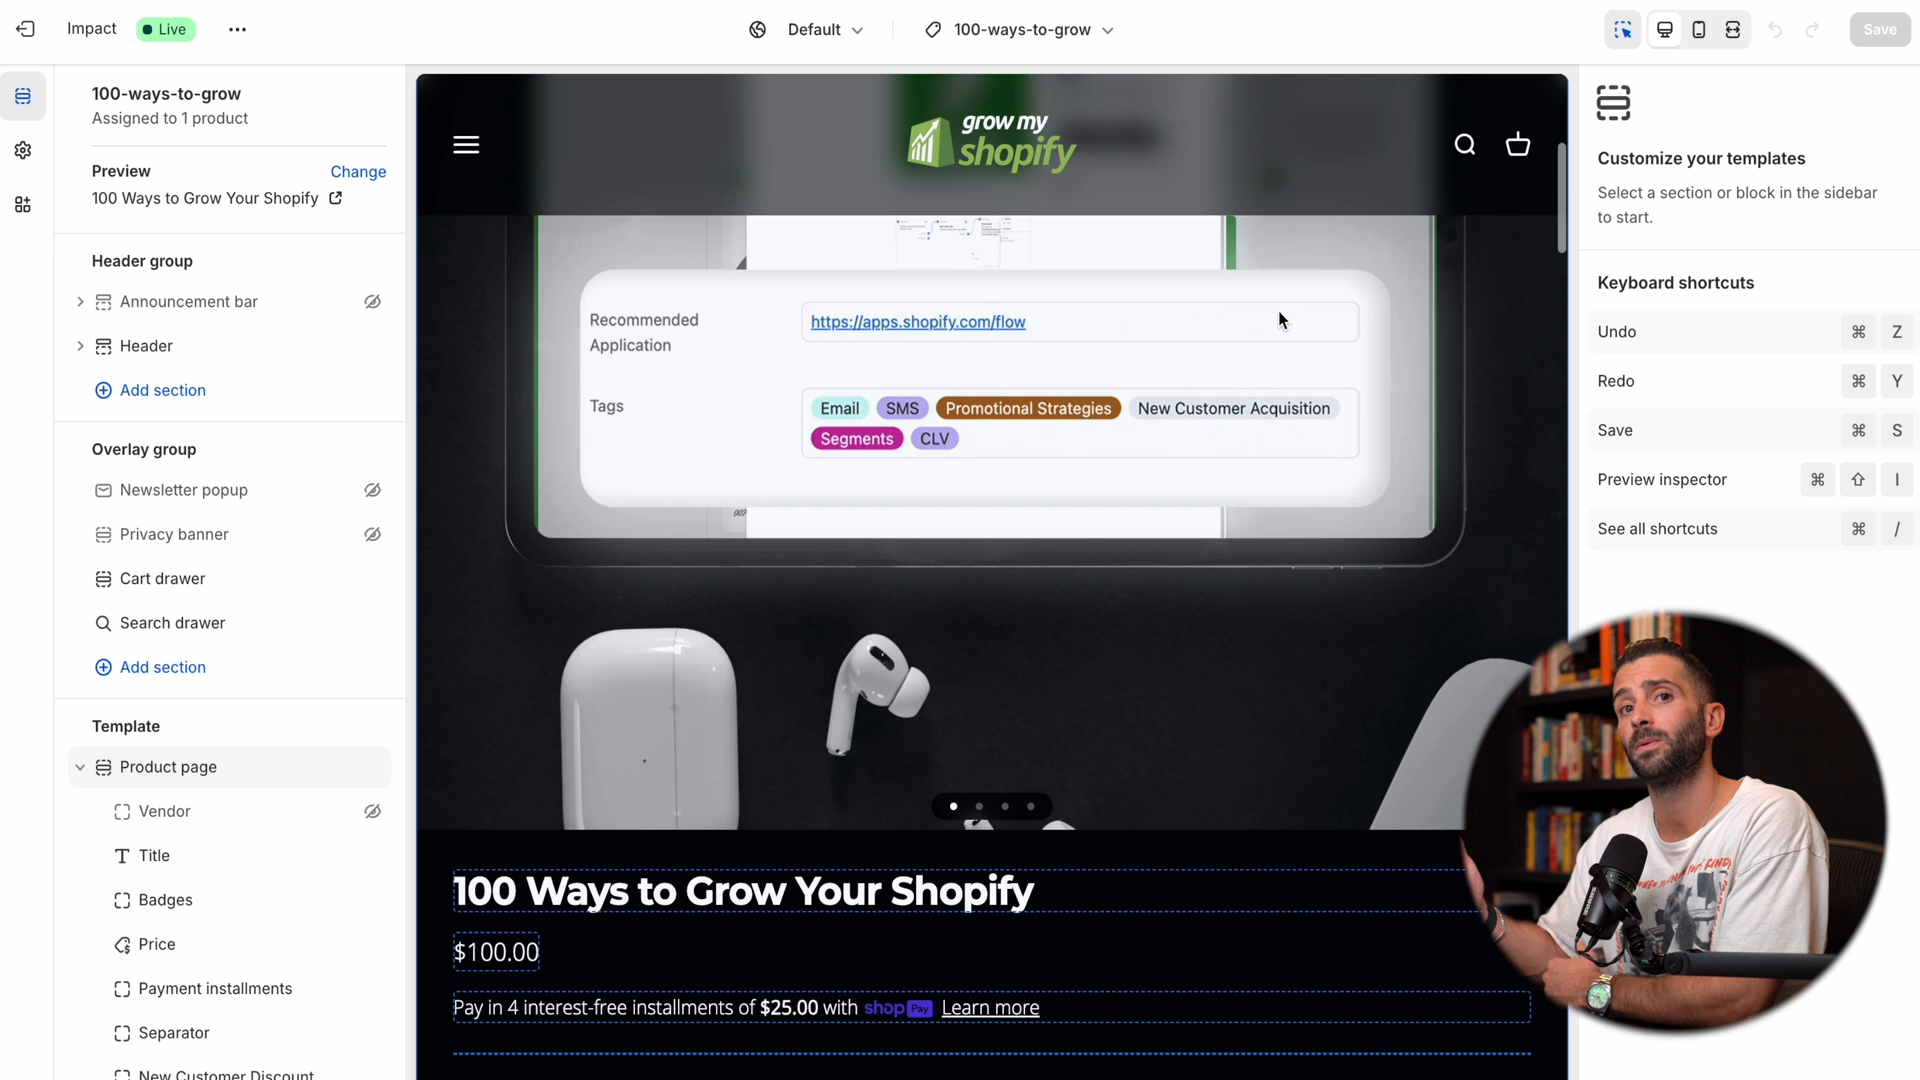 Impact
Live
Default
100-ways-to-grow
Save
100-ways-to-grow
Assigned to 1 product
Preview
Change
100 Ways to Grow Your Shopify
Header group
Announcement bar
Header
Add section
Overlay group
Newsletter popup
Privacy banner
Cart drawer
Search drawer
Add section
Template
Product page
Vendor
Title
Badges
Price
Payment installments
Separator
New Customer Discount
grow my
shopify
Recommended
Application
https://apps.shopify.com/flow
Tags
Email SMS Promotional Strategies New Customer Acquisition
Segments CLV
100 Ways to Grow Your Shopify
$100.00
Pay in 4 interest-free installments of $25.00 with shop Pay Learn more
Customize your templates
Select a section or block in the sidebar
to start.
Keyboard shortcuts
Undo ⌘ Z
Redo ⌘ Y
Save ⌘ S
Preview inspector ⌘ ⇧ I
See all shortcuts ⌘ /